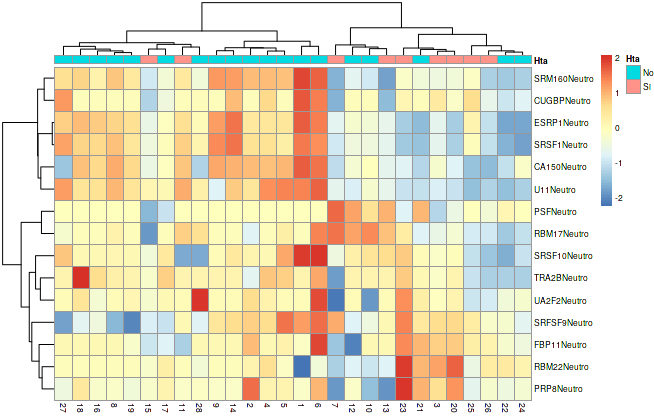 Hta
SRM160Neutro
CUGBPNeutro
ESRP1Neutro
SRSF1Neutro
CA150Neutro
U11Neutro
PSFNeutro
RBM17Neutro
SRSF10Neutro
TRA2BNeutro
UA2F2Neutro
SRFSF9Neutro
FBP11Neutro
RBM22Neutro
PRP8Neutro
27 18 16 8 19 15 17 11 28 9 14 2 4 5 1 6 7 12 10 13 23 21 3 20 25 26 22 24
2
1
0
-1
-2
Hta
No
SI